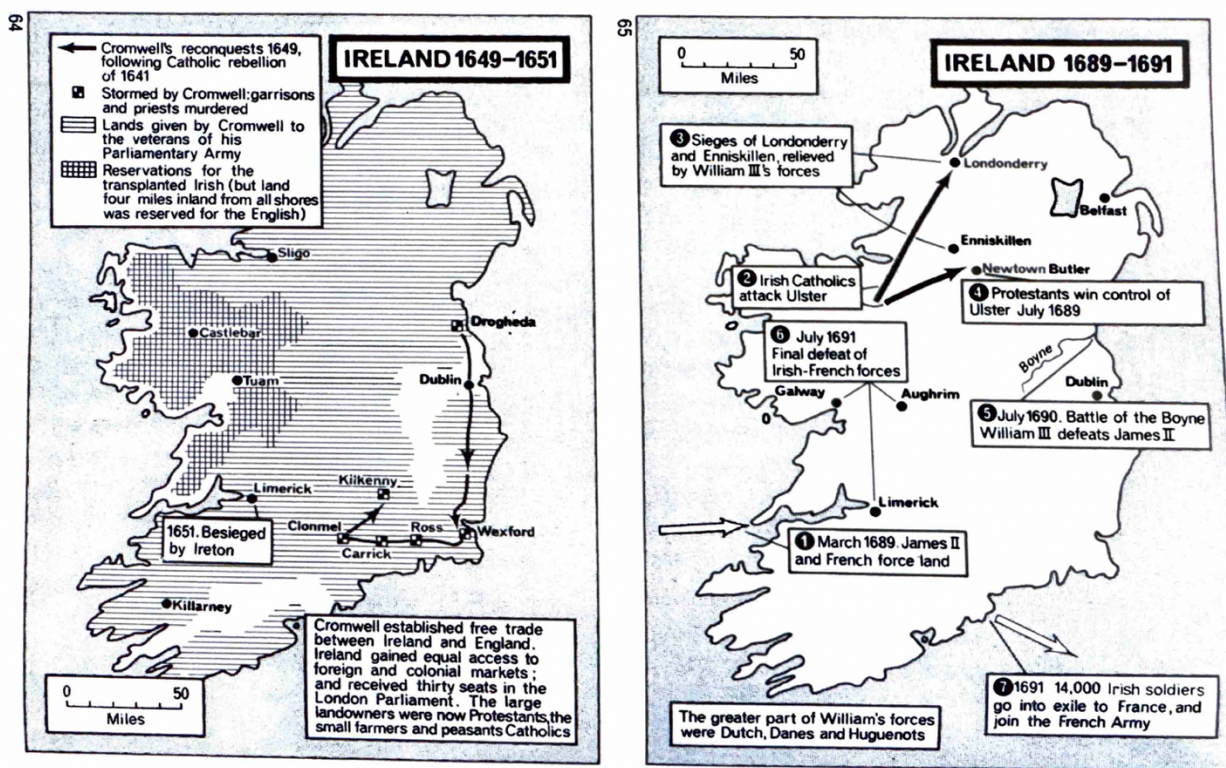 64
Cromwell's reconquests 1649,
following Catholic rebellion
of 1641
Stormed by Cromwell:garrisons
and priests murdered
Lands given by Cromwell to
the veterans of his
Parliamentary Army
Reservations for the
transplanted Irish (but land
four miles inland from all shores
was reserved for the English)
IRELAND 1649–1651
Sligo
Castlebar
Tuam
Drogheda
Dublin
Limerick
Kilkenny
1651. Besieged
by Ireton
Clonmel
Carrick
Ross
Wexford
Killarney
Cromwell established free trade
between Ireland and England.
Ireland gained equal access to
foreign and colonial markets;
and received thirty seats in the
London Parliament. The large
landowners were now Protestants,the
small farmers and peasants Catholics
0 50
Miles
65
0 50
Miles
IRELAND 1689–1691
3 Sieges of Londonderry
and Enniskillen, relieved
by William III's forces
Londonderry
Belfast
Enniskillen
Newtown Butler
2 Irish Catholics
attack Ulster
4 Protestants win control of
Ulster July 1689
6 July 1691
Final defeat of
Irish-French forces
Boyne
Dublin
Galway
Aughrim
5 July 1690. Battle of the Boyne
William III defeats James II
Limerick
1 March 1689. James II
and French force land
7 1691 14,000 Irish soldiers
go into exile to France, and
join the French Army
The greater part of William's forces
were Dutch, Danes and Huguenots